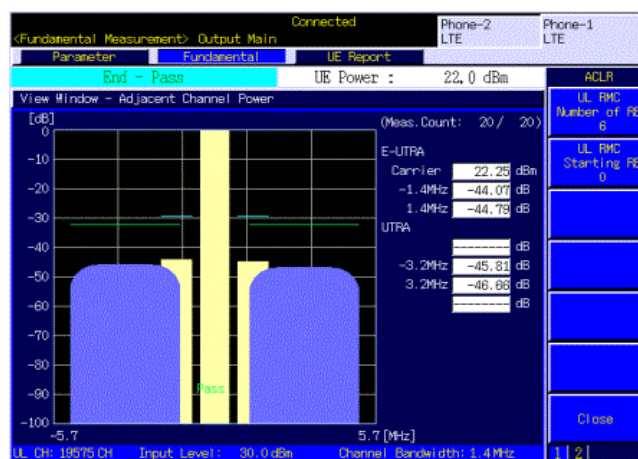 Connected
<Fundamental Measurement> Output Main
Phone-2
LTE
Phone-1
LTE
Parameter
Fundamental
UE Report
End - Pass
UE Power :
22.0 dBm
ACLR
View Window - Adjacent Channel Power
UL RMC
Number of RB
6
UL RMC
Starting RB
0
[dB]
0
-10
-20
-30
-40
-50
-60
-70
-80
-90
-100
Pass
-5.7
5.7 [MHz]
(Meas.Count: 20 / 20)
E-UTRA
Carrier 22.25 dBm
-1.4MHz -44.07 dB
1.4MHz -44.79 dB
UTRA
------- dB
-3.2MHz -45.81 dB
3.2MHz -46.66 dB
------- dB
Close
UL CH: 19575 CH Input Level: 30.0 dBm Channel Bandwidth: 1.4 MHz
1 2